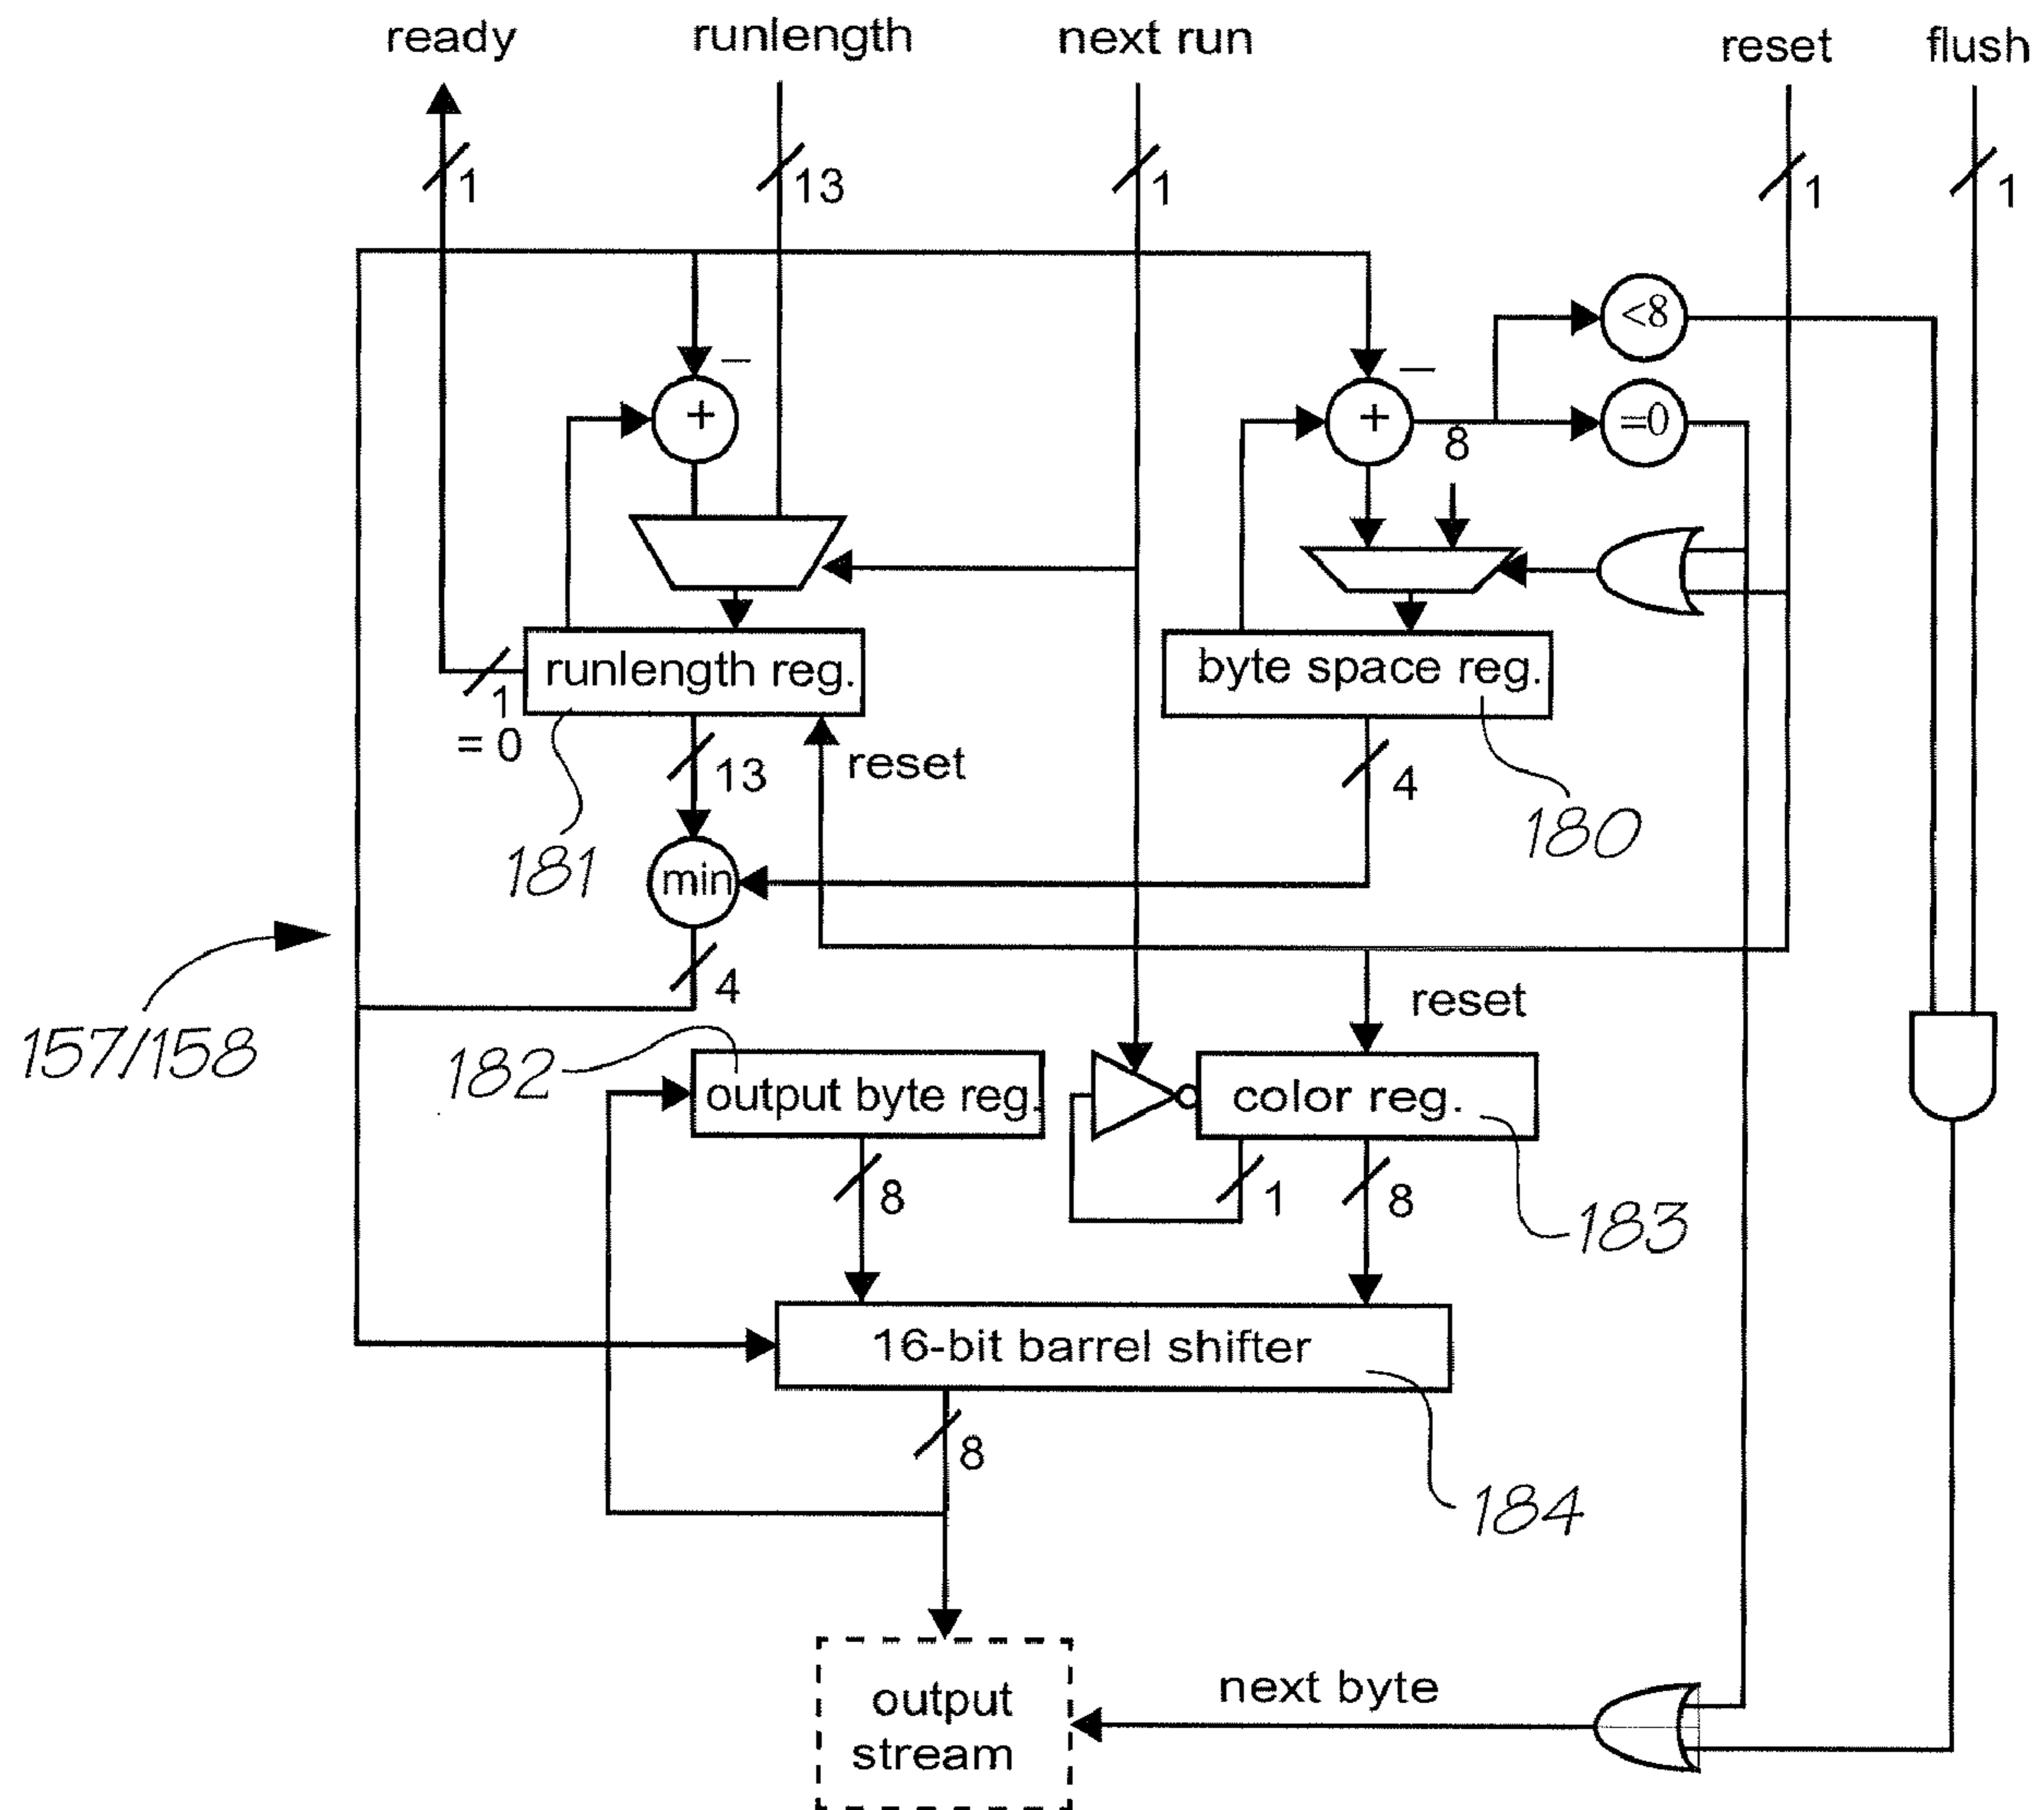 ready
runlength
next run
reset
flush
1
13
1
1
1
<8
–
+
–
+
=0
8
runlength reg.
byte space reg.
1
= 0
13
reset
4
180
181
min
4
reset
157/158
182
output byte reg.
color reg.
8
1
8
183
16-bit barrel shifter
8
184
next byte
output
stream